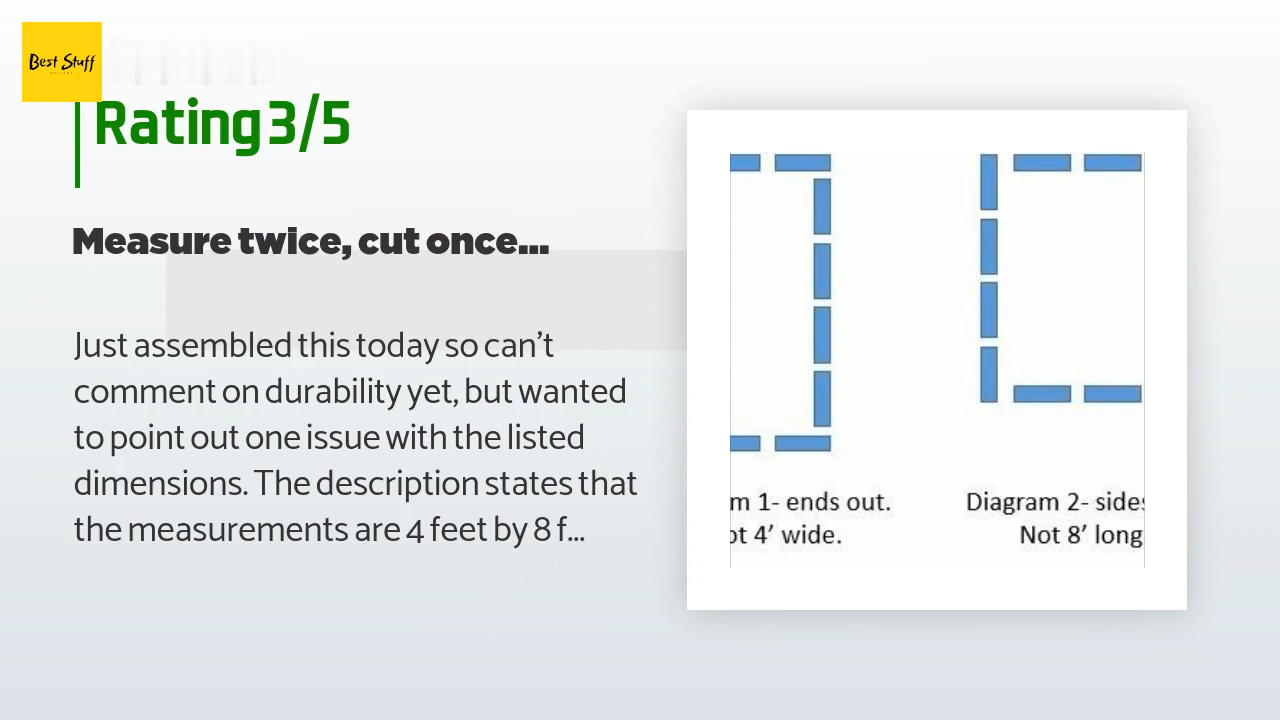 Best Stuff
Rating 3/5
Measure twice, cut once...
Just assembled this today so can't
comment on durability yet, but wanted
to point out one issue with the listed
dimensions. The description states that
the measurements are 4 feet by 8 f...
m 1- ends out.
ot 4' wide.
Diagram 2- sides
Not 8' long